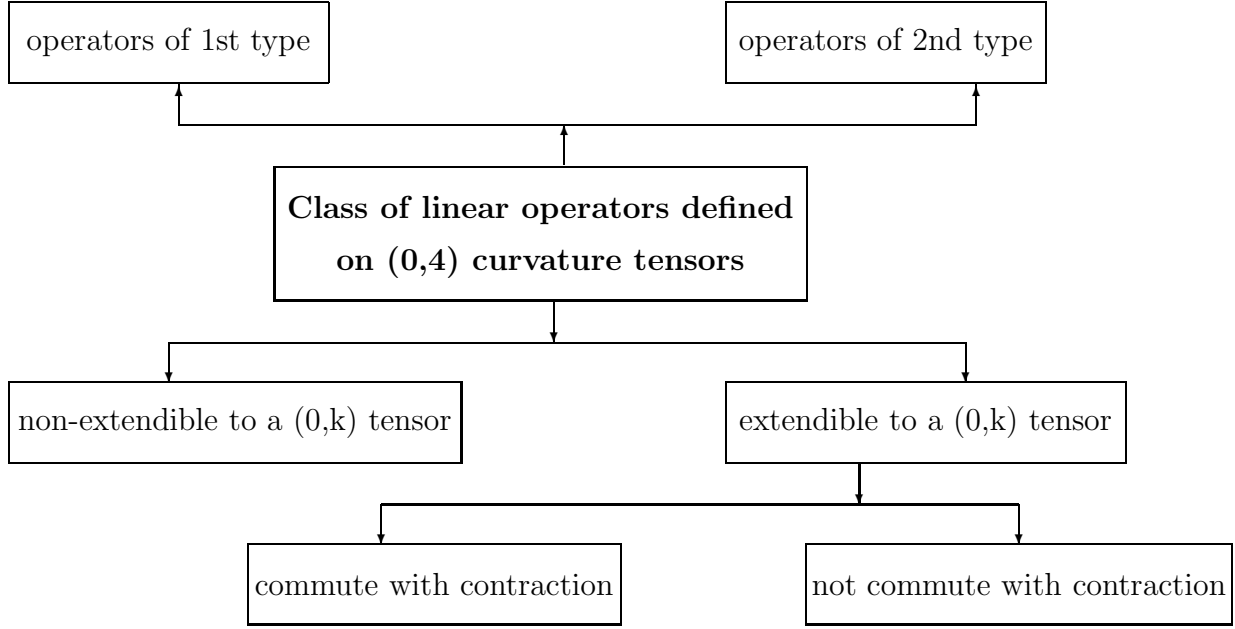 operators of 1st type
operators of 2nd type
Class of linear operators defined
on (0,4) curvature tensors
non-extendible to a (0,k) tensor
extendible to a (0,k) tensor
commute with contraction
not commute with contraction